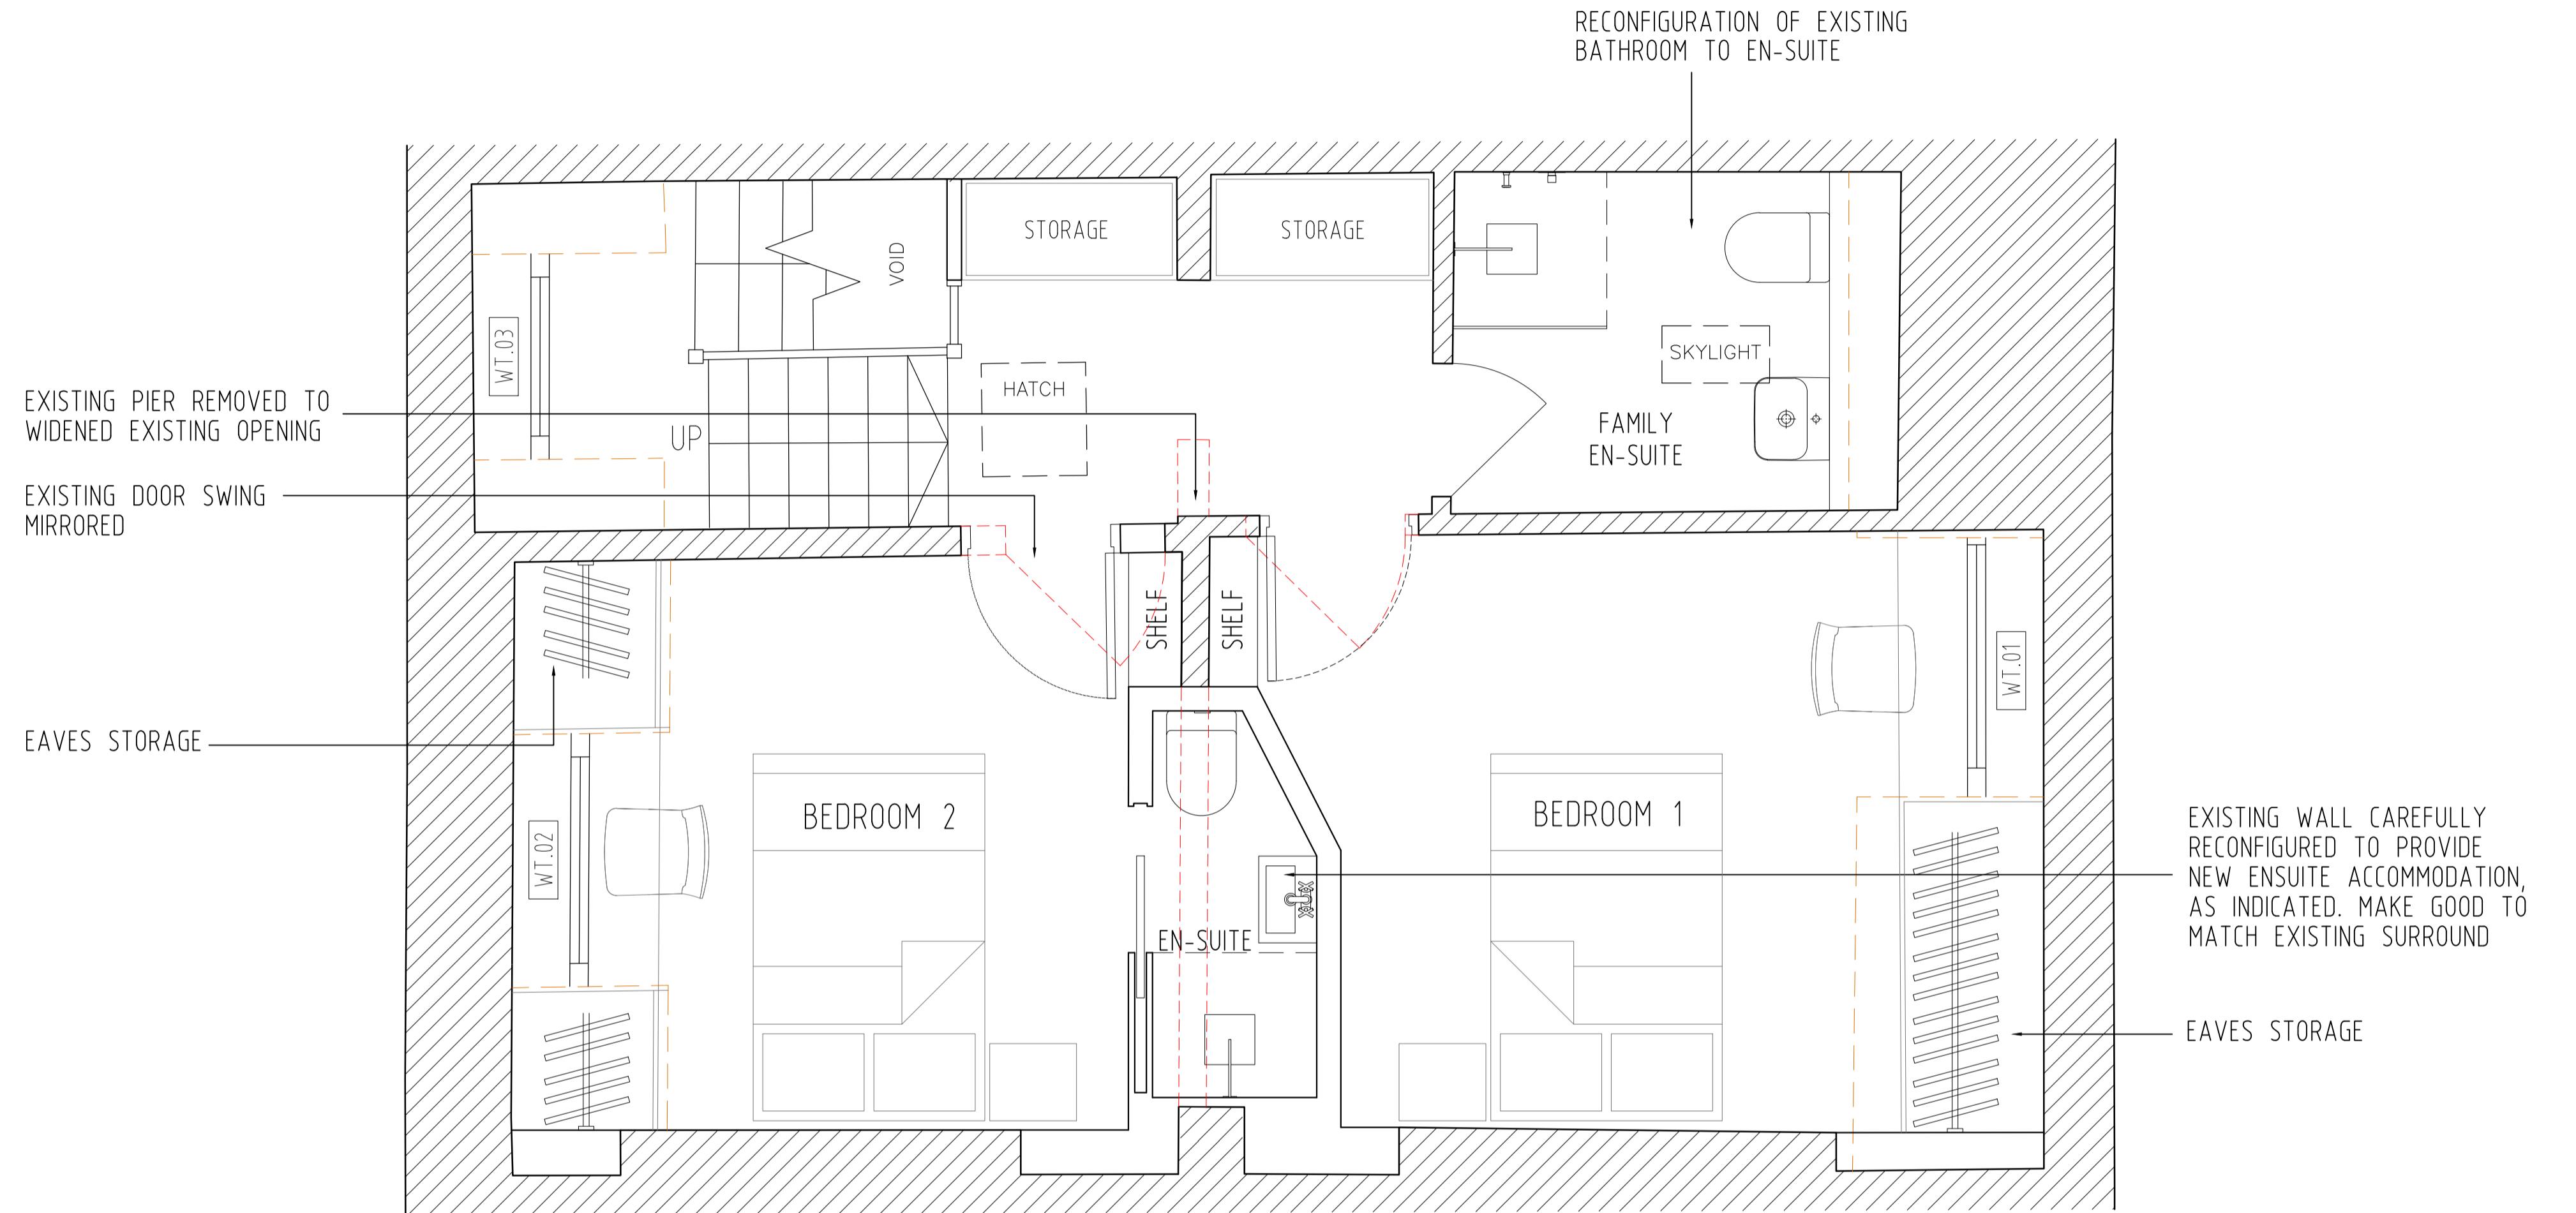 RECONFIGURATION OF EXISTING
BATHROOM TO EN-SUITE
STORAGE
STORAGE
VOID
WT.03
SKYLIGHT
HATCH
EXISTING PIER REMOVED TO
WIDENED EXISTING OPENING
UP
FAMILY
EN-SUITE
EXISTING DOOR SWING
MIRRORED
SHELF
SHELF
WT.01
EAVES STORAGE
BEDROOM 2
BEDROOM 1
WT.02
EXISTING WALL CAREFULLY
RECONFIGURED TO PROVIDE
NEW ENSUITE ACCOMMODATION,
AS INDICATED. MAKE GOOD TO
MATCH EXISTING SURROUND
EN-SUITE
EAVES STORAGE